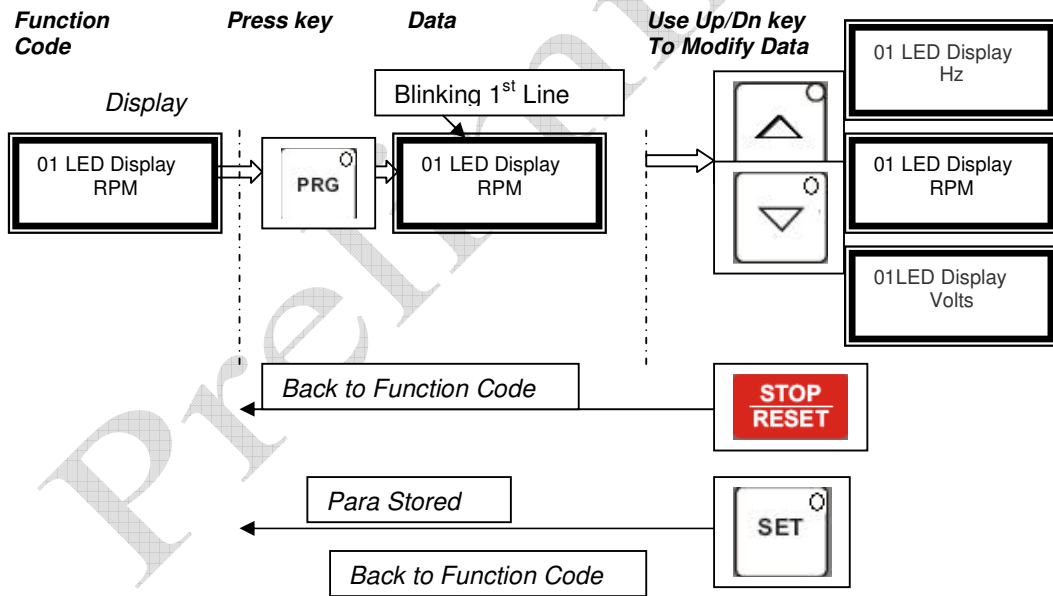 Function
Code
Press key
Data
Use Up/Dn key
To Modify Data
Display
Blinking 1st Line
01 LED Display
RPM
PRG
01 LED Display
RPM
01 LED Display
Hz
01 LED Display
RPM
01LED Display
Volts
Back to Function Code
STOP
RESET
Para Stored
SET
Back to Function Code